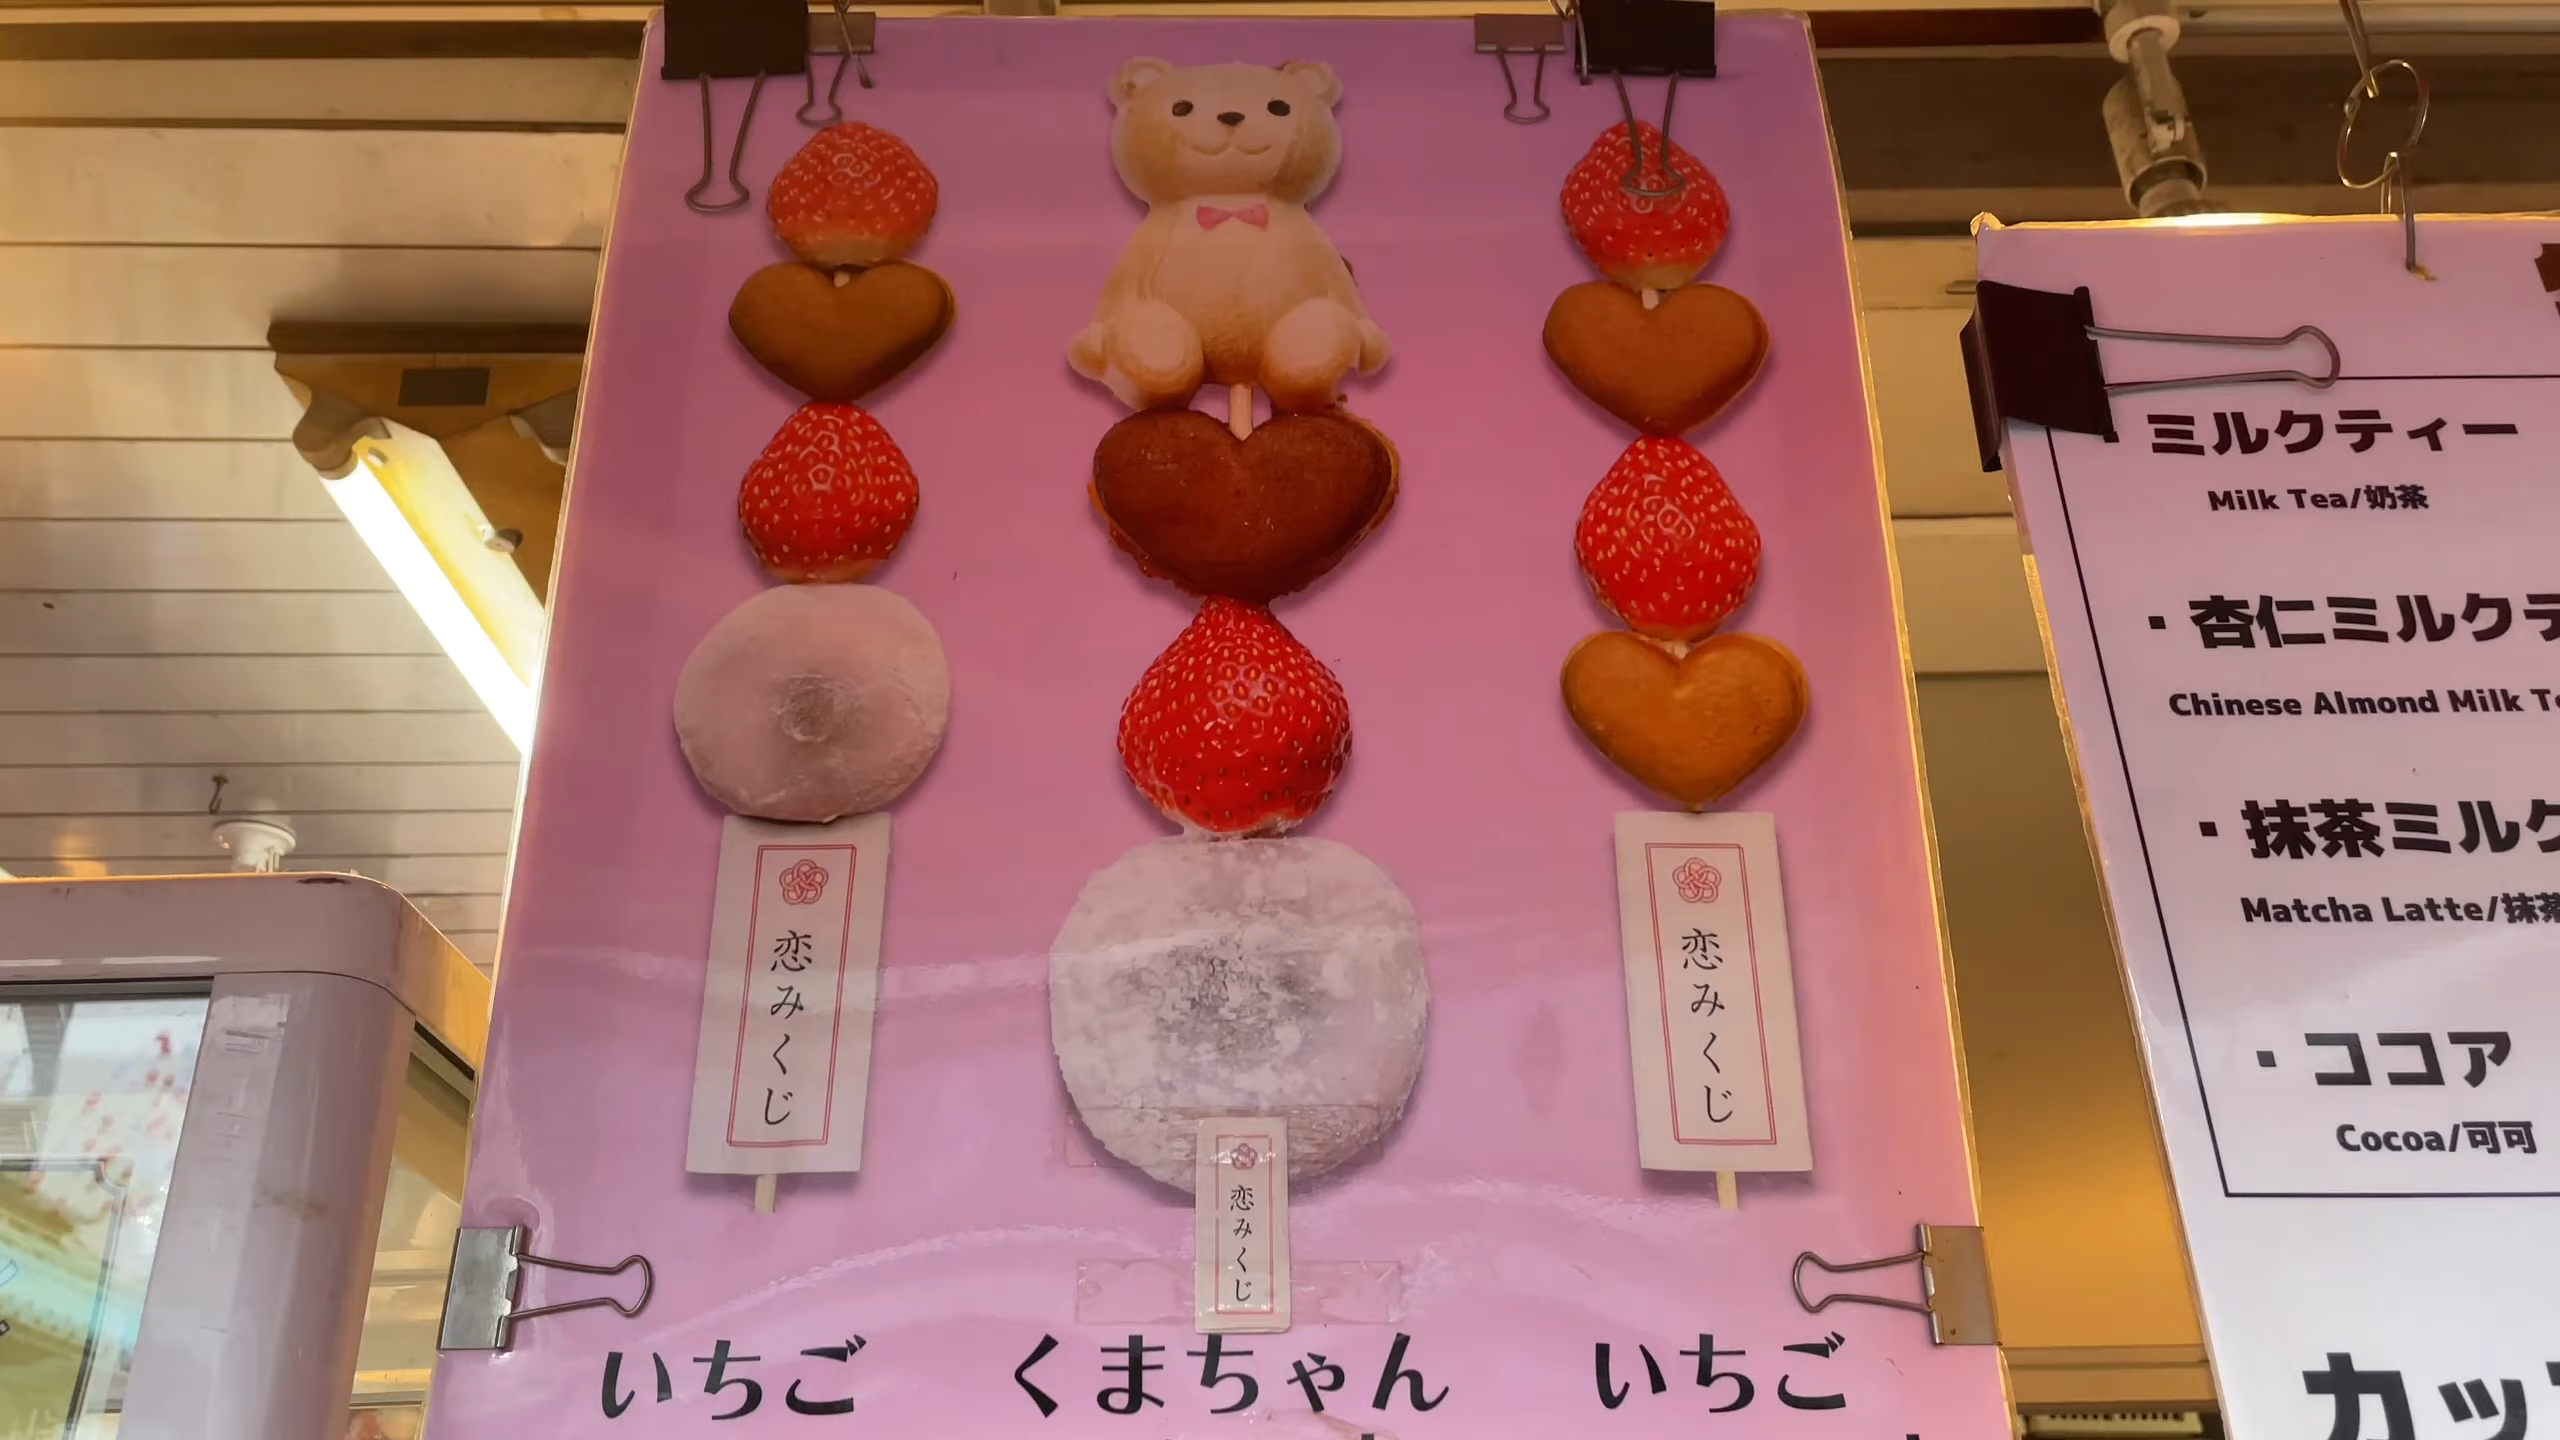 恋みくじ
恋みくじ
恋みくじ
いちご
くまちゃん
いちご
ミルクティー
Milk Tea/奶茶
・杏仁ミルクテ
Chinese Almond Milk
・抹茶ミルク
Matcha Latte/抹茶
・ココア
Cocoa/可可
カッ